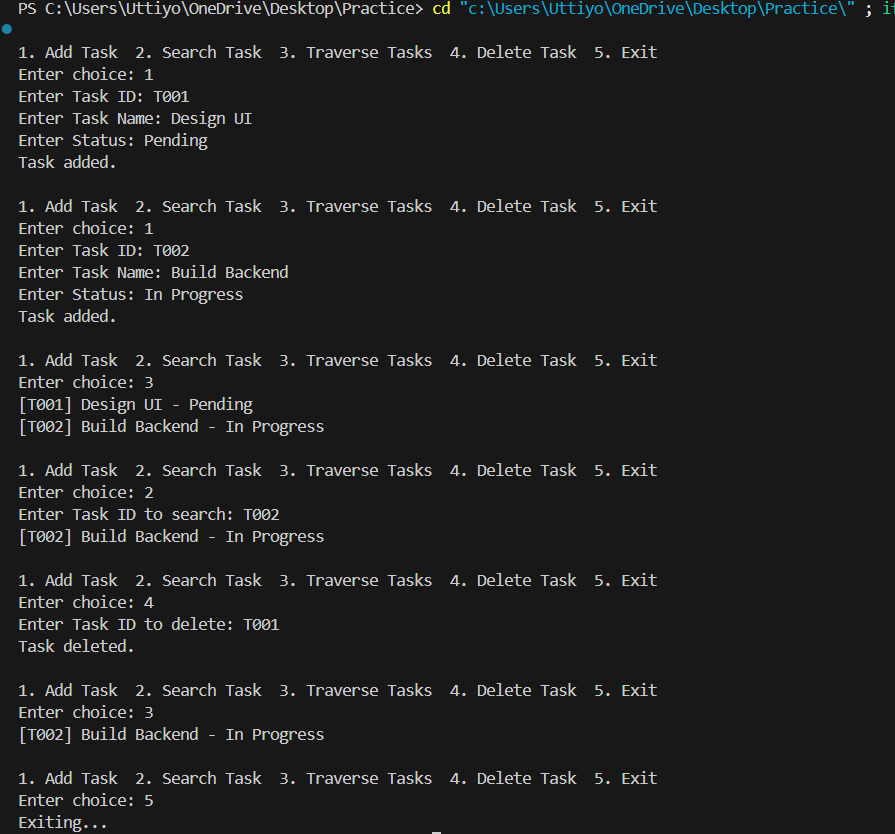 PS C:\Users\Uttiyo\OneDrive\Desktop\Practice> cd "c:\Users\Uttiyo\OneDrive\Desktop\Practice\" ; if
1. Add Task  2. Search Task  3. Traverse Tasks  4. Delete Task  5. Exit
Enter choice: 1
Enter Task ID: T001
Enter Task Name: Design UI
Enter Status: Pending
Task added.
1. Add Task  2. Search Task  3. Traverse Tasks  4. Delete Task  5. Exit
Enter choice: 1
Enter Task ID: T002
Enter Task Name: Build Backend
Enter Status: In Progress
Task added.
1. Add Task  2. Search Task  3. Traverse Tasks  4. Delete Task  5. Exit
Enter choice: 3
[T001] Design UI - Pending
[T002] Build Backend - In Progress
1. Add Task  2. Search Task  3. Traverse Tasks  4. Delete Task  5. Exit
Enter choice: 2
Enter Task ID to search: T002
[T002] Build Backend - In Progress
1. Add Task  2. Search Task  3. Traverse Tasks  4. Delete Task  5. Exit
Enter choice: 4
Enter Task ID to delete: T001
Task deleted.
1. Add Task  2. Search Task  3. Traverse Tasks  4. Delete Task  5. Exit
Enter choice: 3
[T002] Build Backend - In Progress
1. Add Task  2. Search Task  3. Traverse Tasks  4. Delete Task  5. Exit
Enter choice: 5
Exiting...